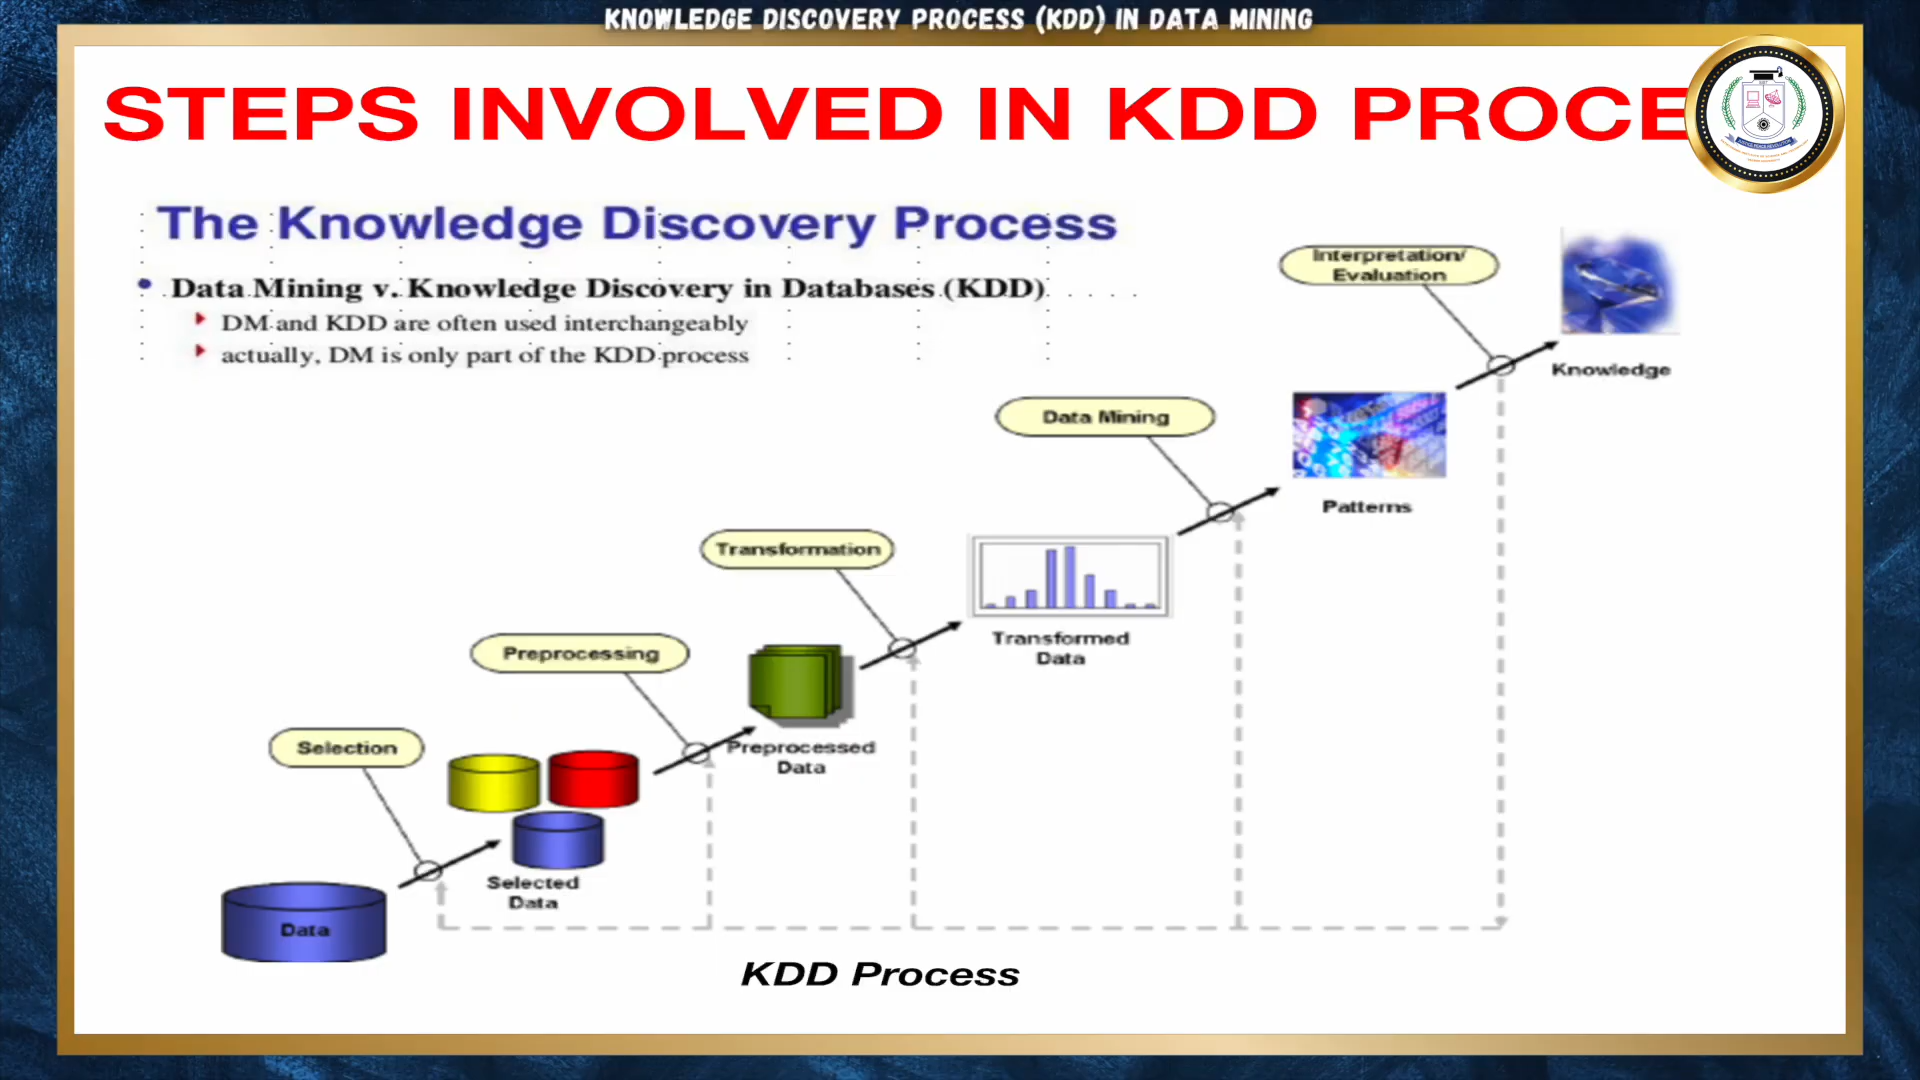 KNOWLEDGE DISCOVERY PROCESS (KDD) IN DATA MINING
STEPS INVOLVED IN KDD PROCE
The Knowledge Discovery Process
Data Mining v. Knowledge Discovery in Databases (KDD)
DM and KDD are often used interchangeably
actually, DM is only part of the KDD process
Interpretation/
Evaluation
Knowledge
Data Mining
Patterns
Transformation
Transformed
Data
Preprocessing
Preprocessed
Data
Selection
Selected
Data
Data
KDD Process